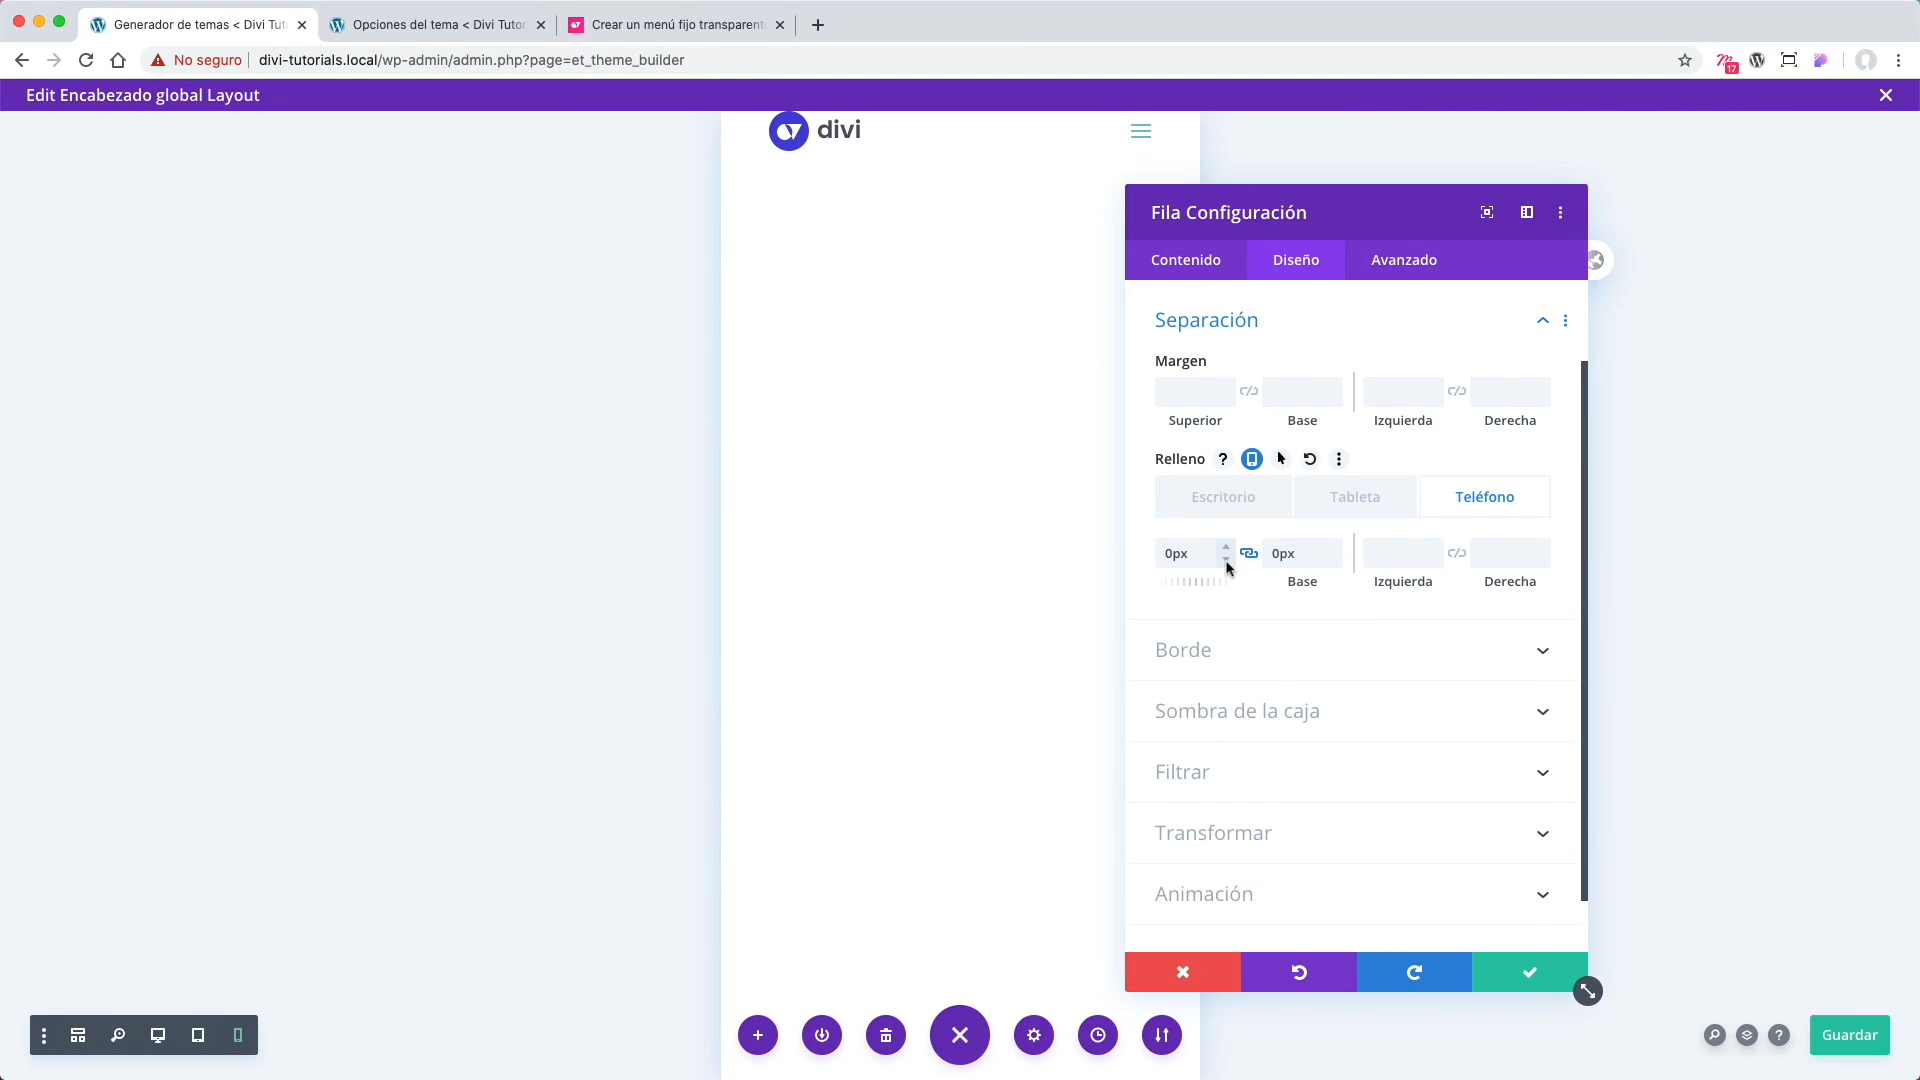 Generador de temas < Divi Tut
Opciones del tema < Divi Tutor
Crear un menú fijo transparent
No seguro
divi-tutorials.local/wp-admin/admin.php?page=et_theme_builder
17
Edit Encabezado global Layout
divi
Fila Configuración
Contenido
Diseño
Avanzado
Separación
Margen
Superior
Base
Izquierda
Derecha
Relleno
?
Escritorio
Tableta
Teléfono
0px
0px
Base
Izquierda
Derecha
Borde
Sombra de la caja
Filtrar
Transformar
Animación
?
Guardar